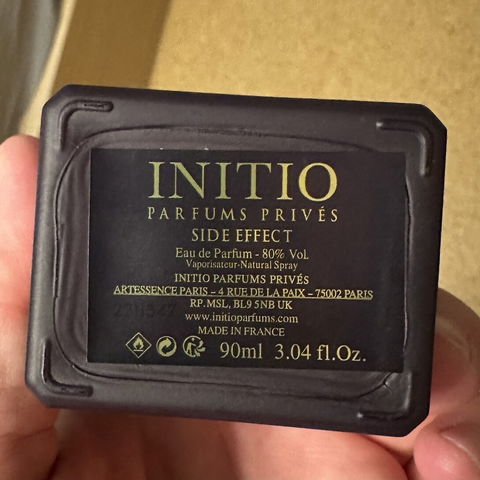 INITIO
PARFUMS PRIVÉS
SIDE EFFECT
Eau de Parfum - 80% Vol.
Vaporisateur-Natural Spray
INITIO PARFUMS PRIVÉS
ARTESSENCE PARIS – 4 RUE DE LA PAIX – 75002 PARIS
RP.MSL, BL9 5NB UK
www.initioparfums.com
MADE IN FRANCE
90ml 3.04 fl.Oz.